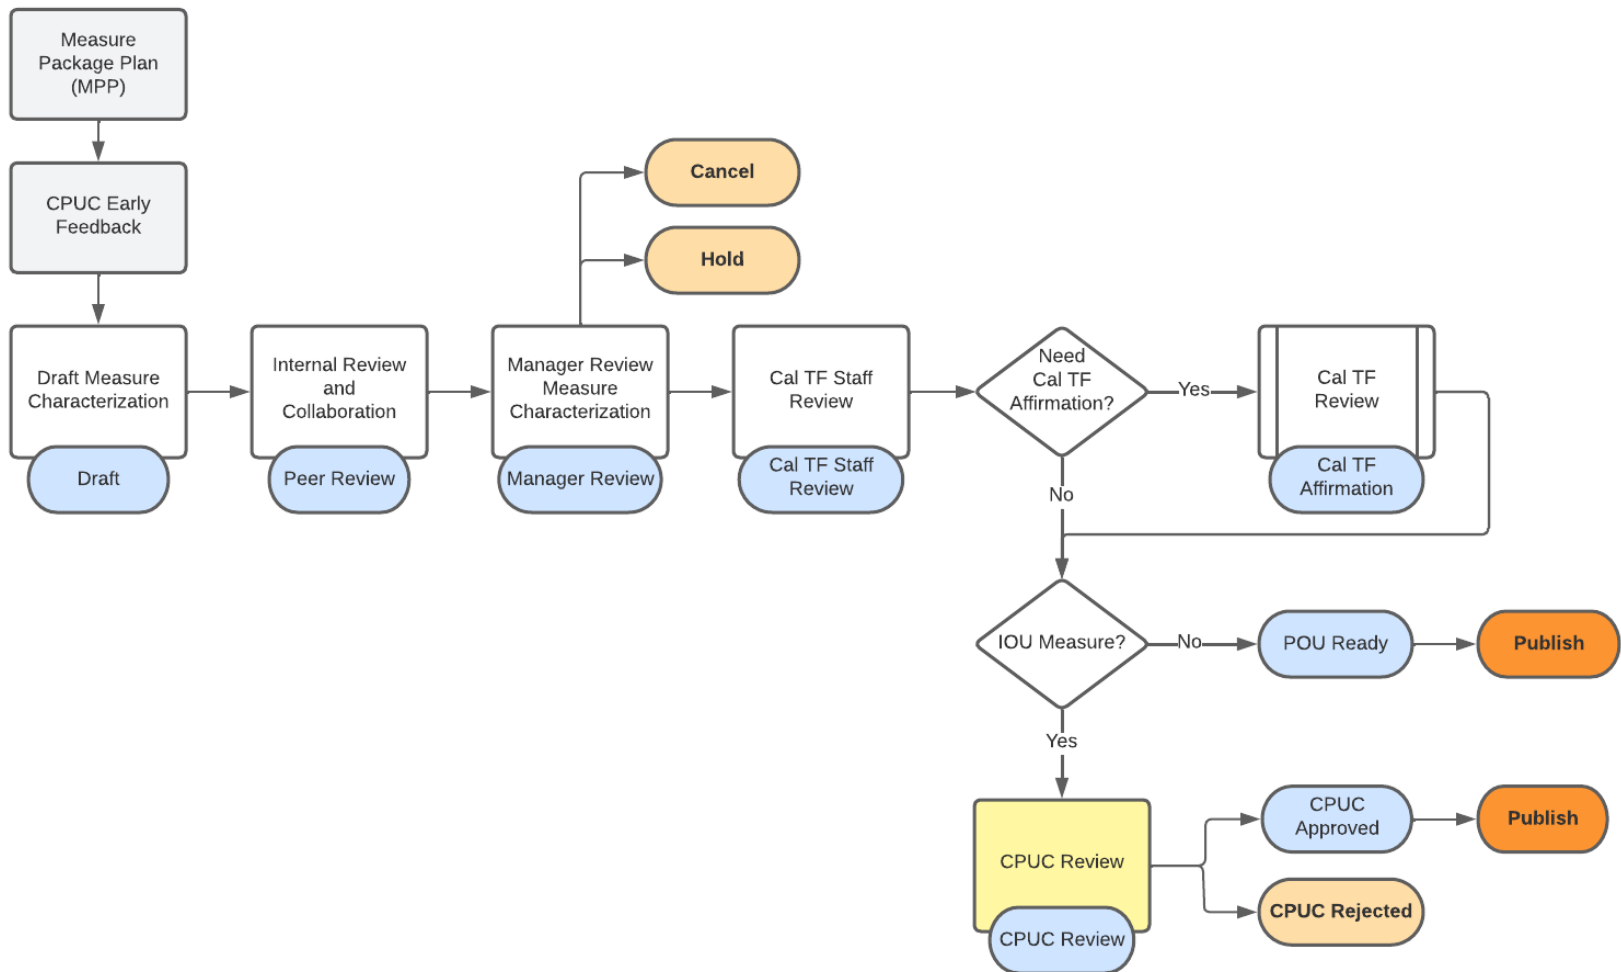 Measure
Package Plan
(MPP)
CPUC Early
Feedback
Cancel
Hold
Draft Measure
Characterization
Draft
Internal Review
and
Collaboration
Peer Review
Manager Review
Measure
Characterization
Manager Review
Cal TF Staff
Review
Cal TF Staff
Review
Need
Cal TF
Affirmation?
Yes
Cal TF
Review
Cal TF
Affirmation
No
IOU Measure?
No
POU Ready
Publish
Yes
CPUC Review
CPUC Review
CPUC
Approved
Publish
CPUC Rejected